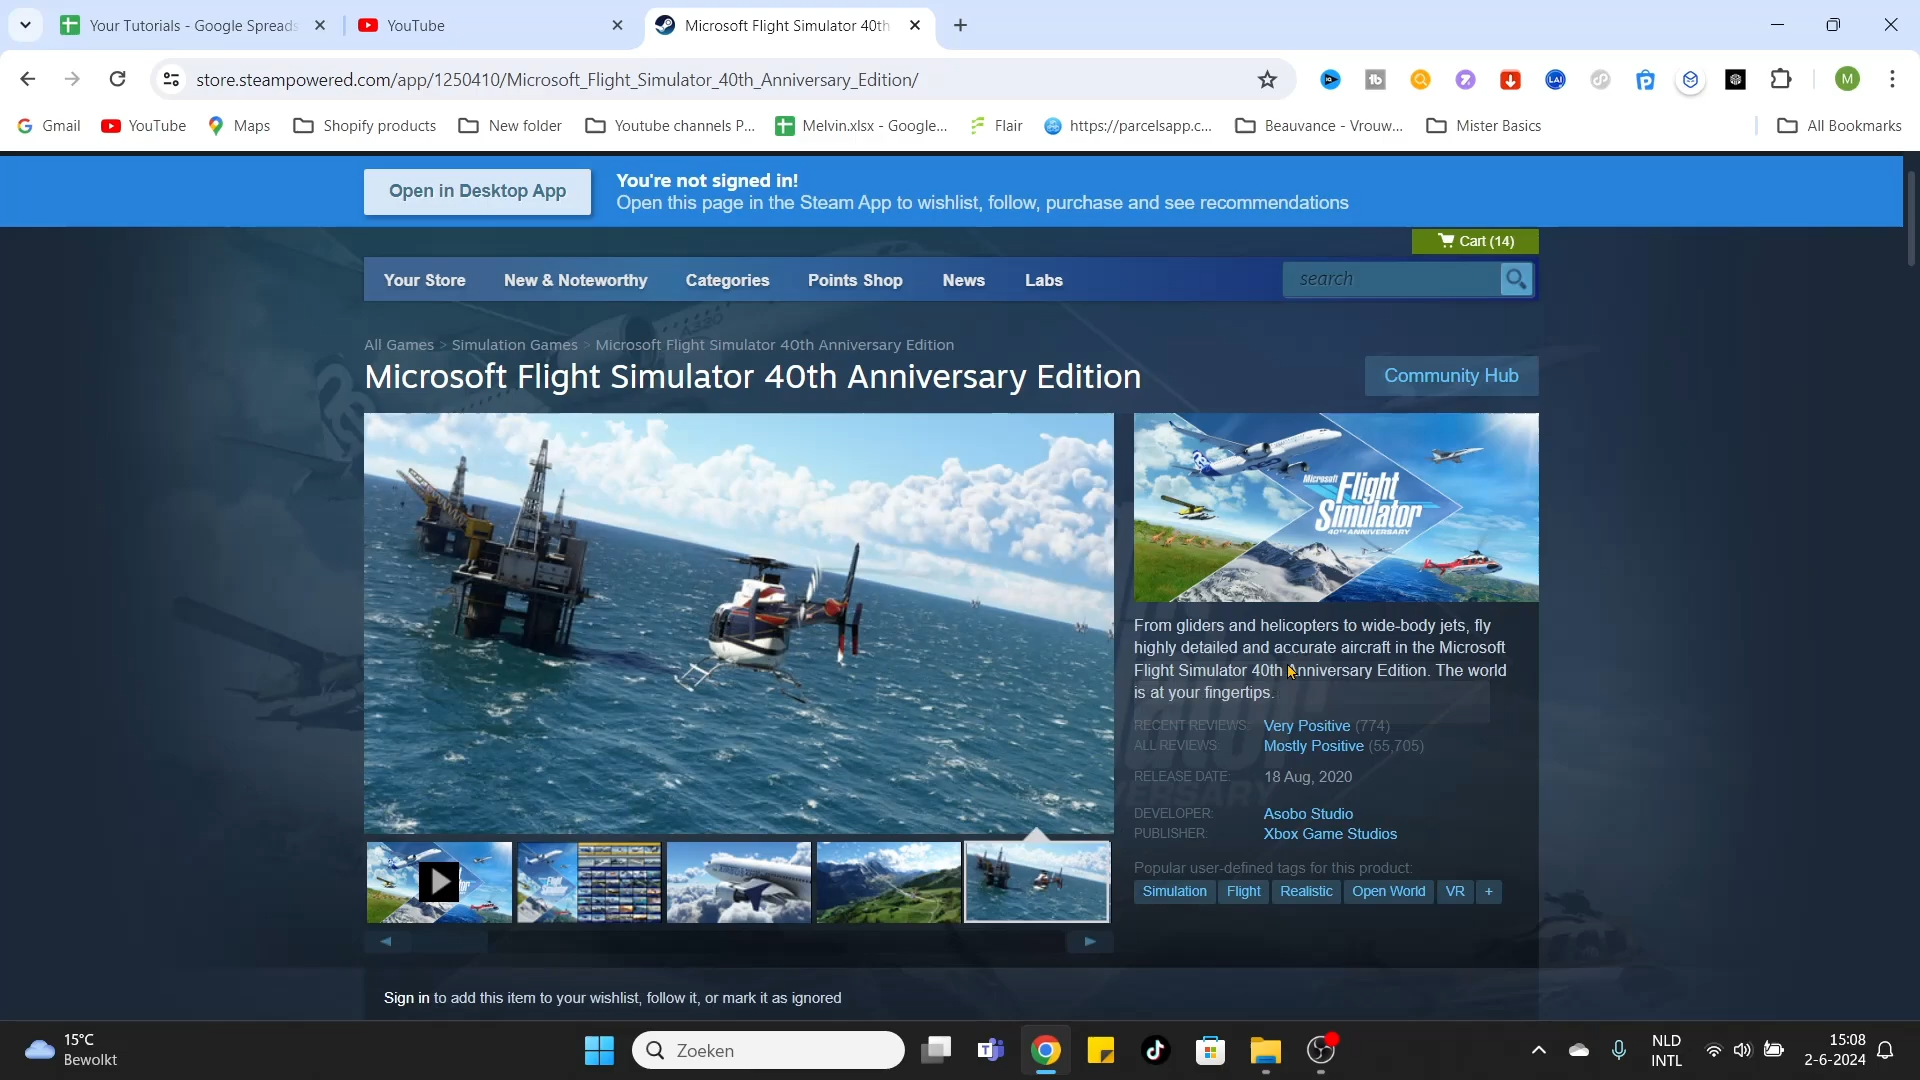 Your Tutorials - Google Spreads
YouTube
Microsoft Flight Simulator 40th
store.steampowered.com/app/1250410/Microsoft_Flight_Simulator_40th_Anniversary_Edition/
Gmail
YouTube
Maps
Shopify products
New folder
Youtube channels P...
Melvin.xlsx - Google...
Flair
https://parcelsapp.c...
Beauvance - Vrouw...
Mister Basics
All Bookmarks
Open in Desktop App
You're not signed in!
Open this page in the Steam App to wishlist, follow, purchase and see recommendations
Cart (14)
Your Store
New & Noteworthy
Categories
Points Shop
News
Labs
search
All Games > Simulation Games > Microsoft Flight Simulator 40th Anniversary Edition
Microsoft Flight Simulator 40th Anniversary Edition
Community Hub
Microsoft
Flight
Simulator
40TH ANNIVERSARY
From gliders and helicopters to wide-body jets, fly
highly detailed and accurate aircraft in the Microsoft
Flight Simulator 40th Anniversary Edition. The world
is at your fingertips.
RECENT REVIEWS: Very Positive (774)
ALL REVIEWS: Mostly Positive (55,705)
RELEASE DATE: 18 Aug, 2020
DEVELOPER: Asobo Studio
PUBLISHER: Xbox Game Studios
Popular user-defined tags for this product:
Simulation
Flight
Realistic
Open World
VR
+
Sign in to add this item to your wishlist, follow it, or mark it as ignored
15°C
Bewolkt
Zoeken
NLD
INTL
15:08
2-6-2024